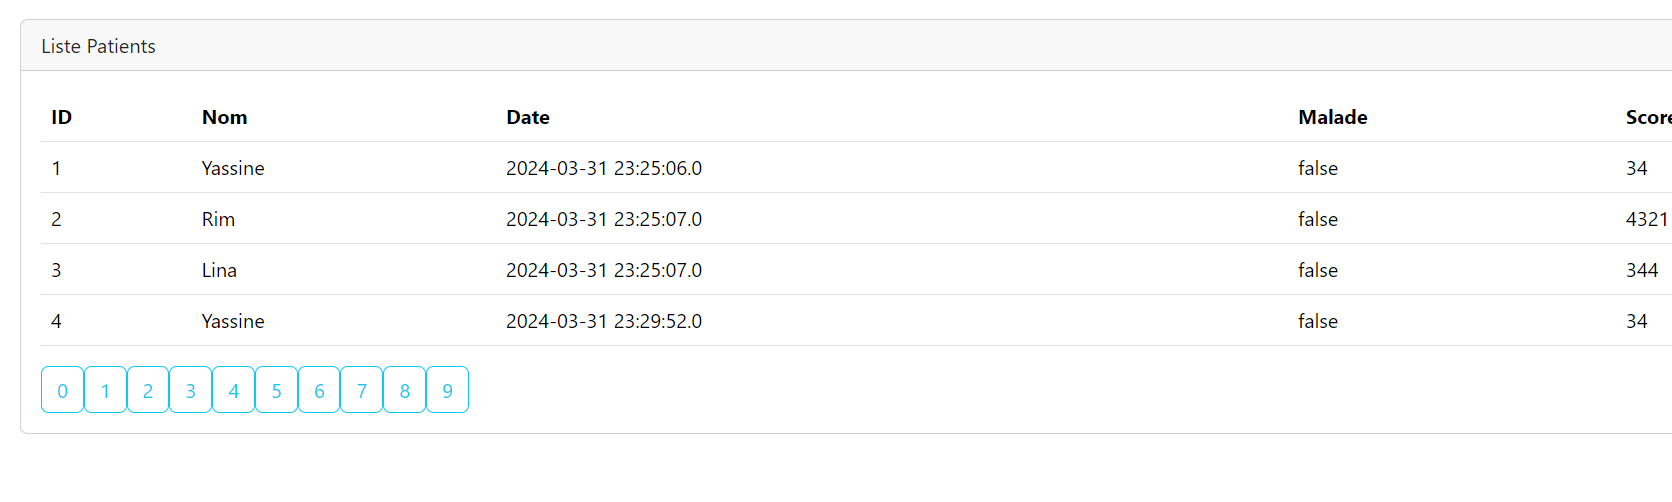 Liste Patients
ID Nom Date Malade Score
1 Yassine 2024-03-31 23:25:06.0 false 34
2 Rim 2024-03-31 23:25:07.0 false 4321
3 Lina 2024-03-31 23:25:07.0 false 344
4 Yassine 2024-03-31 23:29:52.0 false 34
0 1 2 3 4 5 6 7 8 9